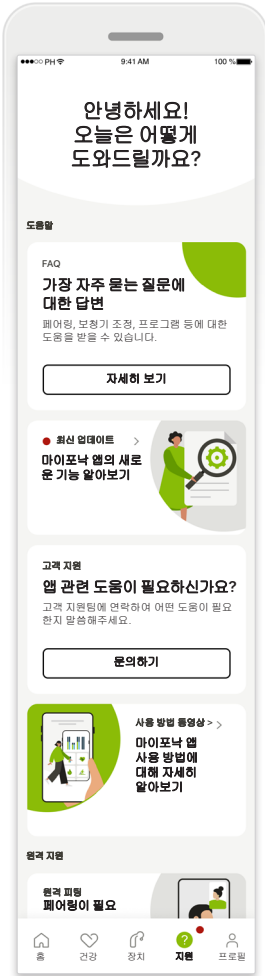 PH 9:41 AM 100 %
안녕하세요!
오늘은 어떻게
도와드릴까요?
도움말
FAQ
가장 자주 묻는 질문에
대한 답변
페어링, 보청기 조정, 프로그램 등에 대한
도움을 받을 수 있습니다.
자세히 보기
최신 업데이트 >
마이포낙 앱의 새로
운 기능 알아보기
고객 지원
앱 관련 도움이 필요하신가요?
고객 지원팀에 연락하여 어떤 도움이 필요
한지 말씀해주세요.
문의하기
사용 방법 동영상 > >
마이포낙 앱
사용 방법에
대해 자세히
알아보기
원격 지원
원격 피팅
페어링이 필요
홈 건강 장치 ? 지원 프로필